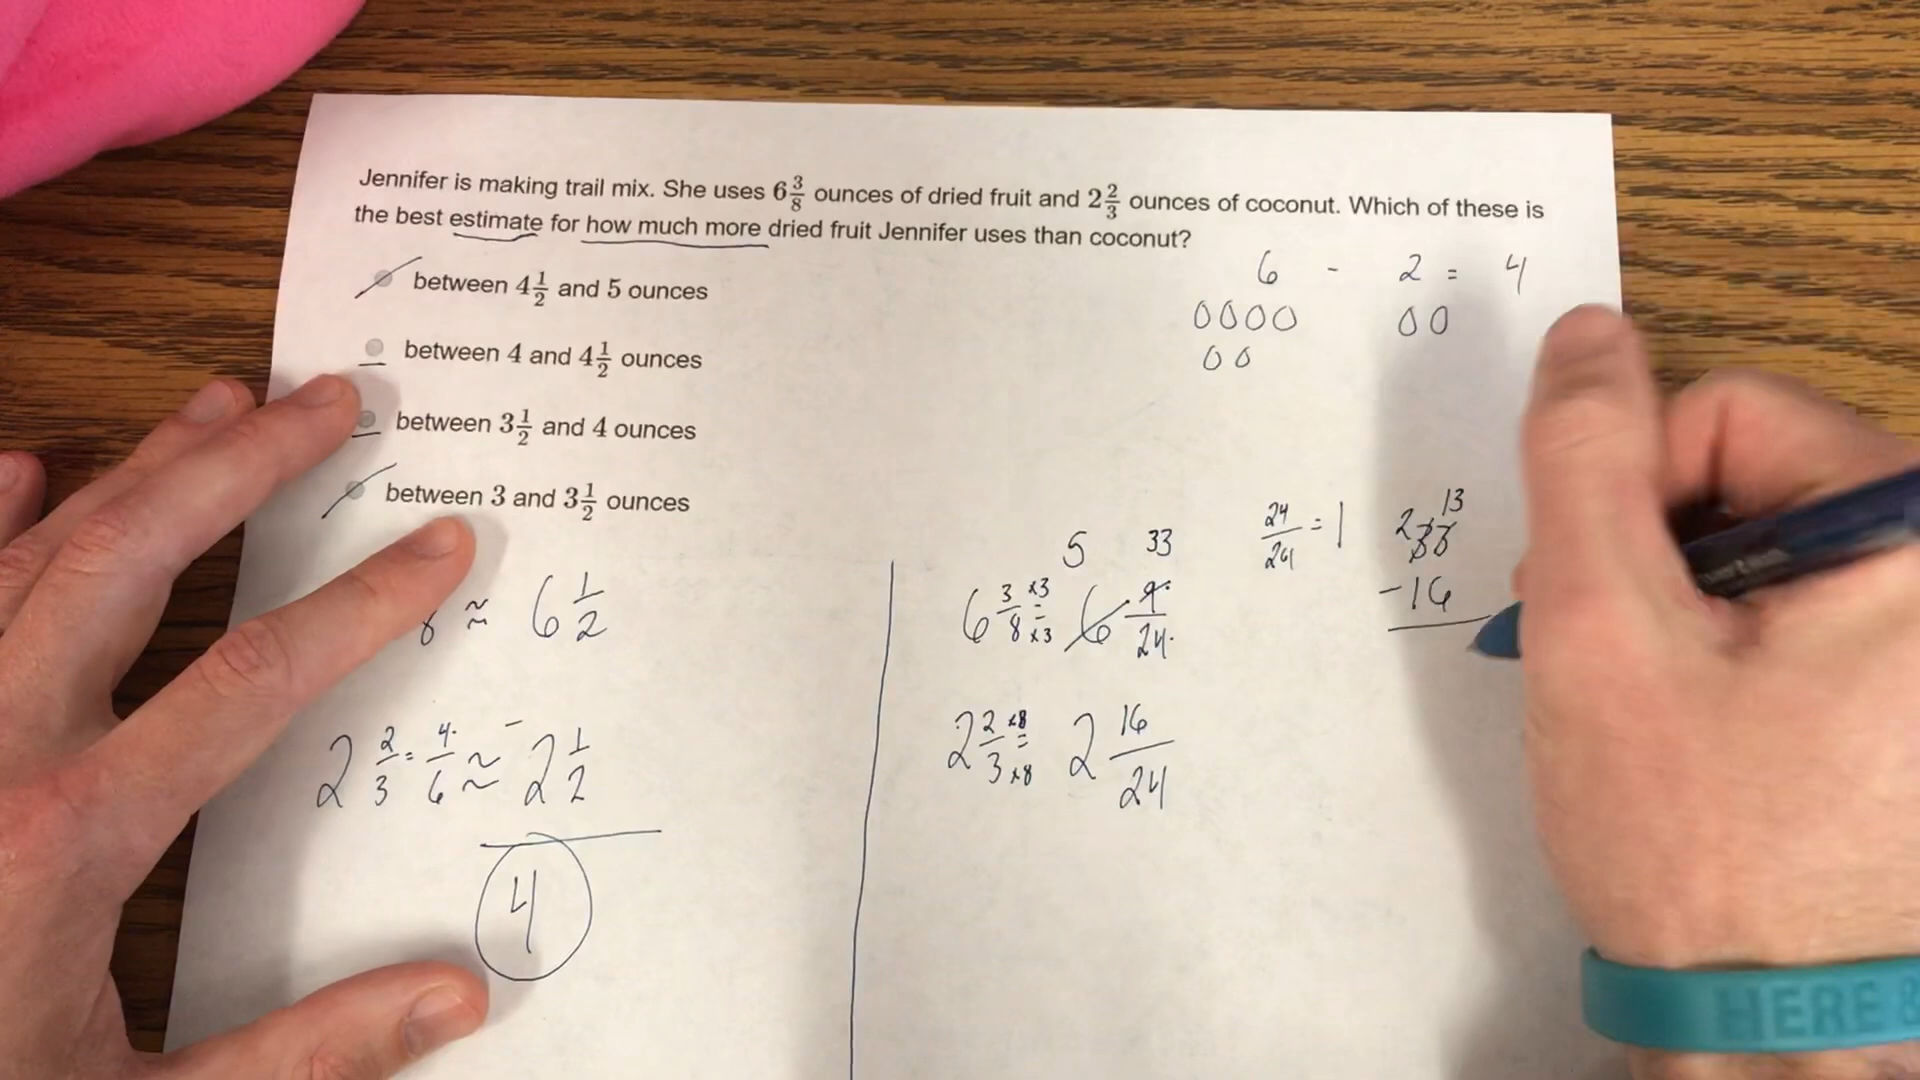 Jennifer is making trail mix. She uses 6 3/8 ounces of dried fruit and 2 2/3 ounces of coconut. Which of these is
the best estimate for how much more dried fruit Jennifer uses than coconut?
between 4 1/2 and 5 ounces
between 4 and 4 1/2 ounces
between 3 1/2 and 4 ounces
between 3 and 3 1/2 ounces
6 - 2 = 4
0000 00
00
8 ≈ 6 1/2
2 2/3 = 4/6 ≈ 2 1/2
-
4
5 33
6 3/8 ×3 = ×3 6 9/24
2 2/3 ×8 = ×8 2 16/24
24/24 = 1
2 13
33
-16
HERE &